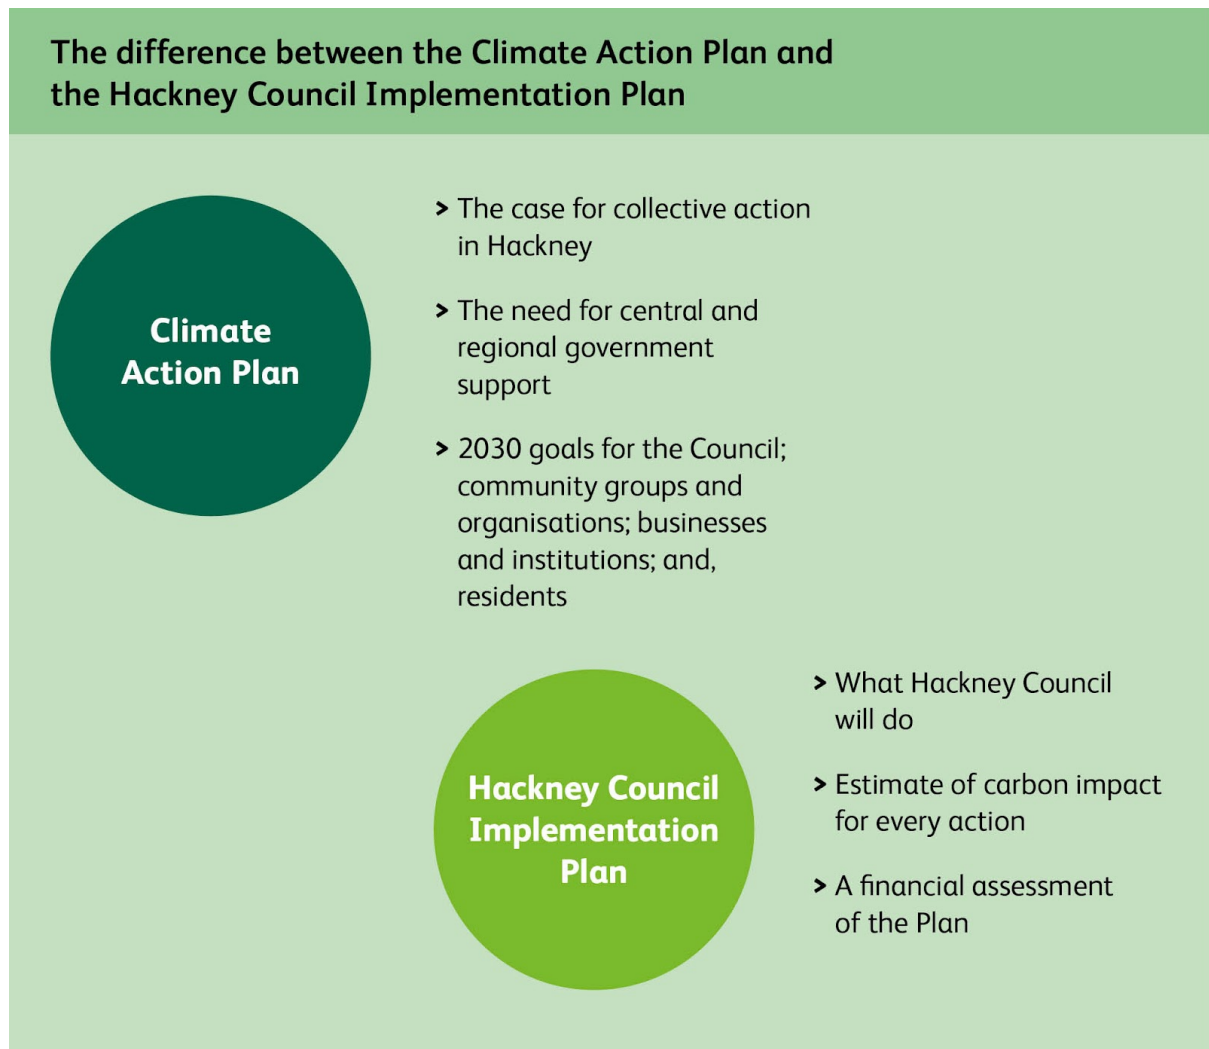 The difference between the Climate Action Plan and
the Hackney Council Implementation Plan
Climate
Action Plan
> The case for collective action
in Hackney
> The need for central and
regional government
support
> 2030 goals for the Council;
community groups and
organisations; businesses
and institutions; and,
residents
Hackney Council
Implementation
Plan
> What Hackney Council
will do
> Estimate of carbon impact
for every action
> A financial assessment
of the Plan